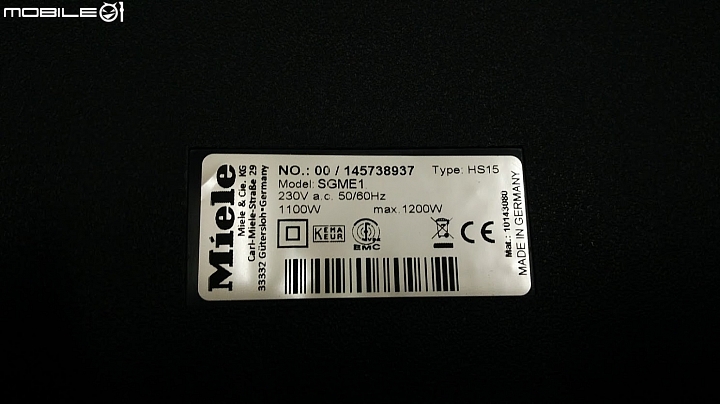 MOBILE01
Miele
Miele & Cie. KG
Carl-Miele-Straße 29
33332 Gütersloh•Germany
NO.: 00 / 145738937 Type: HS15
Model: SGME1
230V a.c. 50/60Hz
1100W max. 1200W
KEMA
KEUR
EMC
CE
Mat.: 10143080
MADE IN GERMANY